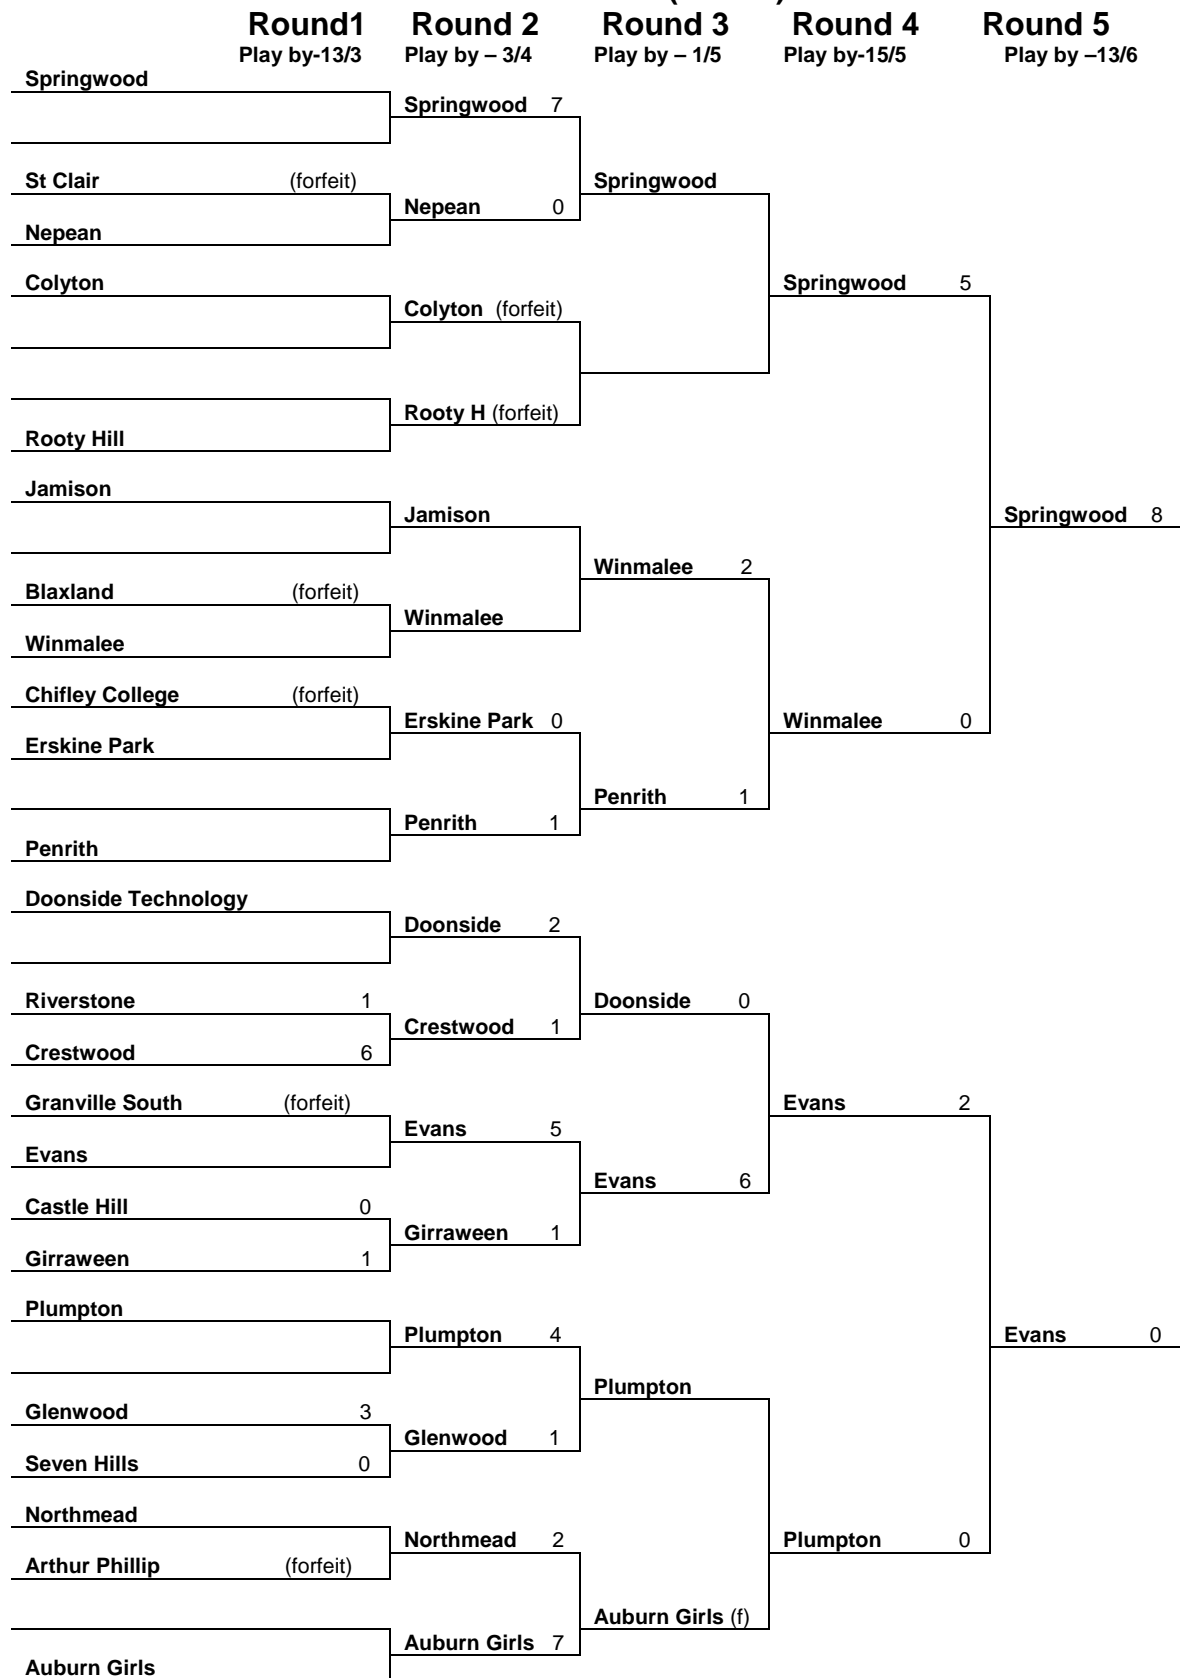 Round1 Round 2 Round 3 Round 4 Round 5
Play by-13/3 Play by – 3/4 Play by – 1/5 Play by-15/5 Play by –13/6
Springwood
Springwood 7
St Clair (forfeit) Springwood
Nepean 0
Nepean
Colyton Springwood 5
Colyton (forfeit)
Rooty H (forfeit)
Rooty Hill
Jamison
Jamison Springwood 8
Winmalee 2
Blaxland (forfeit)
Winmalee
Winmalee
Chifley College (forfeit)
Erskine Park 0 Winmalee 0
Erskine Park
Penrith 1
Penrith 1
Penrith
Doonside Technology
Doonside 2
Riverstone 1 Doonside 0
Crestwood 1
Crestwood 6
Granville South (forfeit) Evans 2
Evans 5
Evans
Evans 6
Castle Hill 0
Girraween 1
Girraween 1
Plumpton
Plumpton 4 Evans 0
Plumpton
Glenwood 3
Glenwood 1
Seven Hills 0
Northmead
Northmead 2 Plumpton 0
Arthur Phillip (forfeit)
Auburn Girls (f)
Auburn Girls 7
Auburn Girls